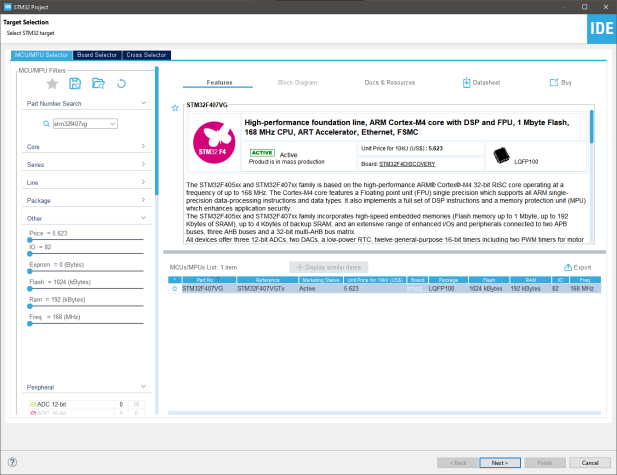 IDE STM32 Project
Target Selection
Select STM32 target
IDE
MCU/MPU Selector Board Selector Cross Selector
MCU/MPU Filters
Part Number Search
stm32f407vg
Core
Series
Line
Package
Other
Price = 5.623
IO = 82
Eeprom = 0 (Bytes)
Flash = 1024 (kBytes)
Ram = 192 (kBytes)
Freq. = 168 (MHz)
Peripheral
ADC 12-bit 0 16
ADC 16-bit 0 0
Features Block Diagram Docs & Resources Datasheet Buy
STM32F407VG
STM32 F4
High-performance foundation line, ARM Cortex-M4 core with DSP and FPU, 1 Mbyte Flash,
168 MHz CPU, ART Accelerator, Ethernet, FSMC
ACTIVE Active
Product is in mass production
Unit Price for 10kU (US$) : 5.623
Board: STM32F4DISCOVERY
LQFP100
The STM32F405xx and STM32F407xx family is based on the high-performance ARM® Cortex®-M4 32-bit RISC core operating at a
frequency of up to 168 MHz. The Cortex-M4 core features a Floating point unit (FPU) single precision which supports all ARM single-
precision data-processing instructions and data types. It also implements a full set of DSP instructions and a memory protection unit (MPU)
which enhances application security.
The STM32F405xx and STM32F407xx family incorporates high-speed embedded memories (Flash memory up to 1 Mbyte, up to 192
Kbytes of SRAM), up to 4 Kbytes of backup SRAM, and an extensive range of enhanced I/Os and peripherals connected to two APB
buses, three AHB buses and a 32-bit multi-AHB bus matrix.
All devices offer three 12-bit ADCs, two DACs, a low-power RTC, twelve general-purpose 16-bit timers including two PWM timers for motor
MCUs/MPUs List: 1 item
Display similar items
Export
* Part No Reference Marketing Status Unit Price for 10kU (US$) Board Package Flash RAM IO Freq.
STM32F407VG STM32F407VGTx Active 5.623 LQFP100 1024 kBytes 192 kBytes 82 168 MHz
?
< Back Next > Finish Cancel